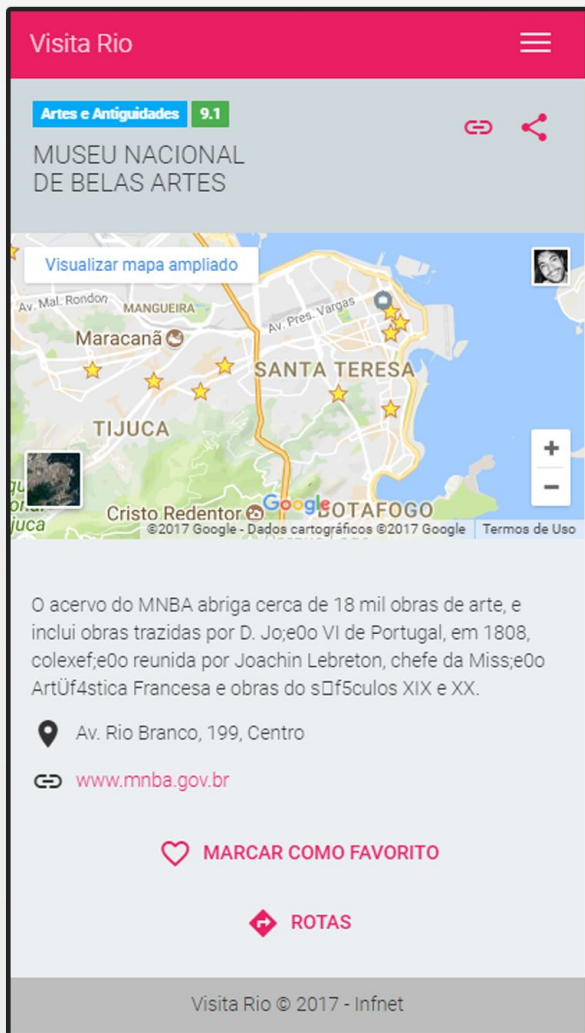 Visita Rio
Artes e Antiguidades 9.1
MUSEU NACIONAL
DE BELAS ARTES
Visualizar mapa ampliado
Av. Mal. Rondon
MANGUEIRA
Av. Pres. Vargas
Maracanã
SANTA TERESA
TIJUCA
Cristo Redentor
Google
BOTAFOGO
juca
©2017 Google - Dados cartográficos ©2017 Google
Termos de Uso
O acervo do MNBA abriga cerca de 18 mil obras de arte, e
inclui obras trazidas por D. Jo;e0o VI de Portugal, em 1808,
colexef;e0o reunida por Joachin Lebreton, chefe da Miss;e0o
ArtÜf4stica Francesa e obras do s□f5culos XIX e XX.
Av. Rio Branco, 199, Centro
www.mnba.gov.br
MARCAR COMO FAVORITO
ROTAS
Visita Rio © 2017 - Infnet